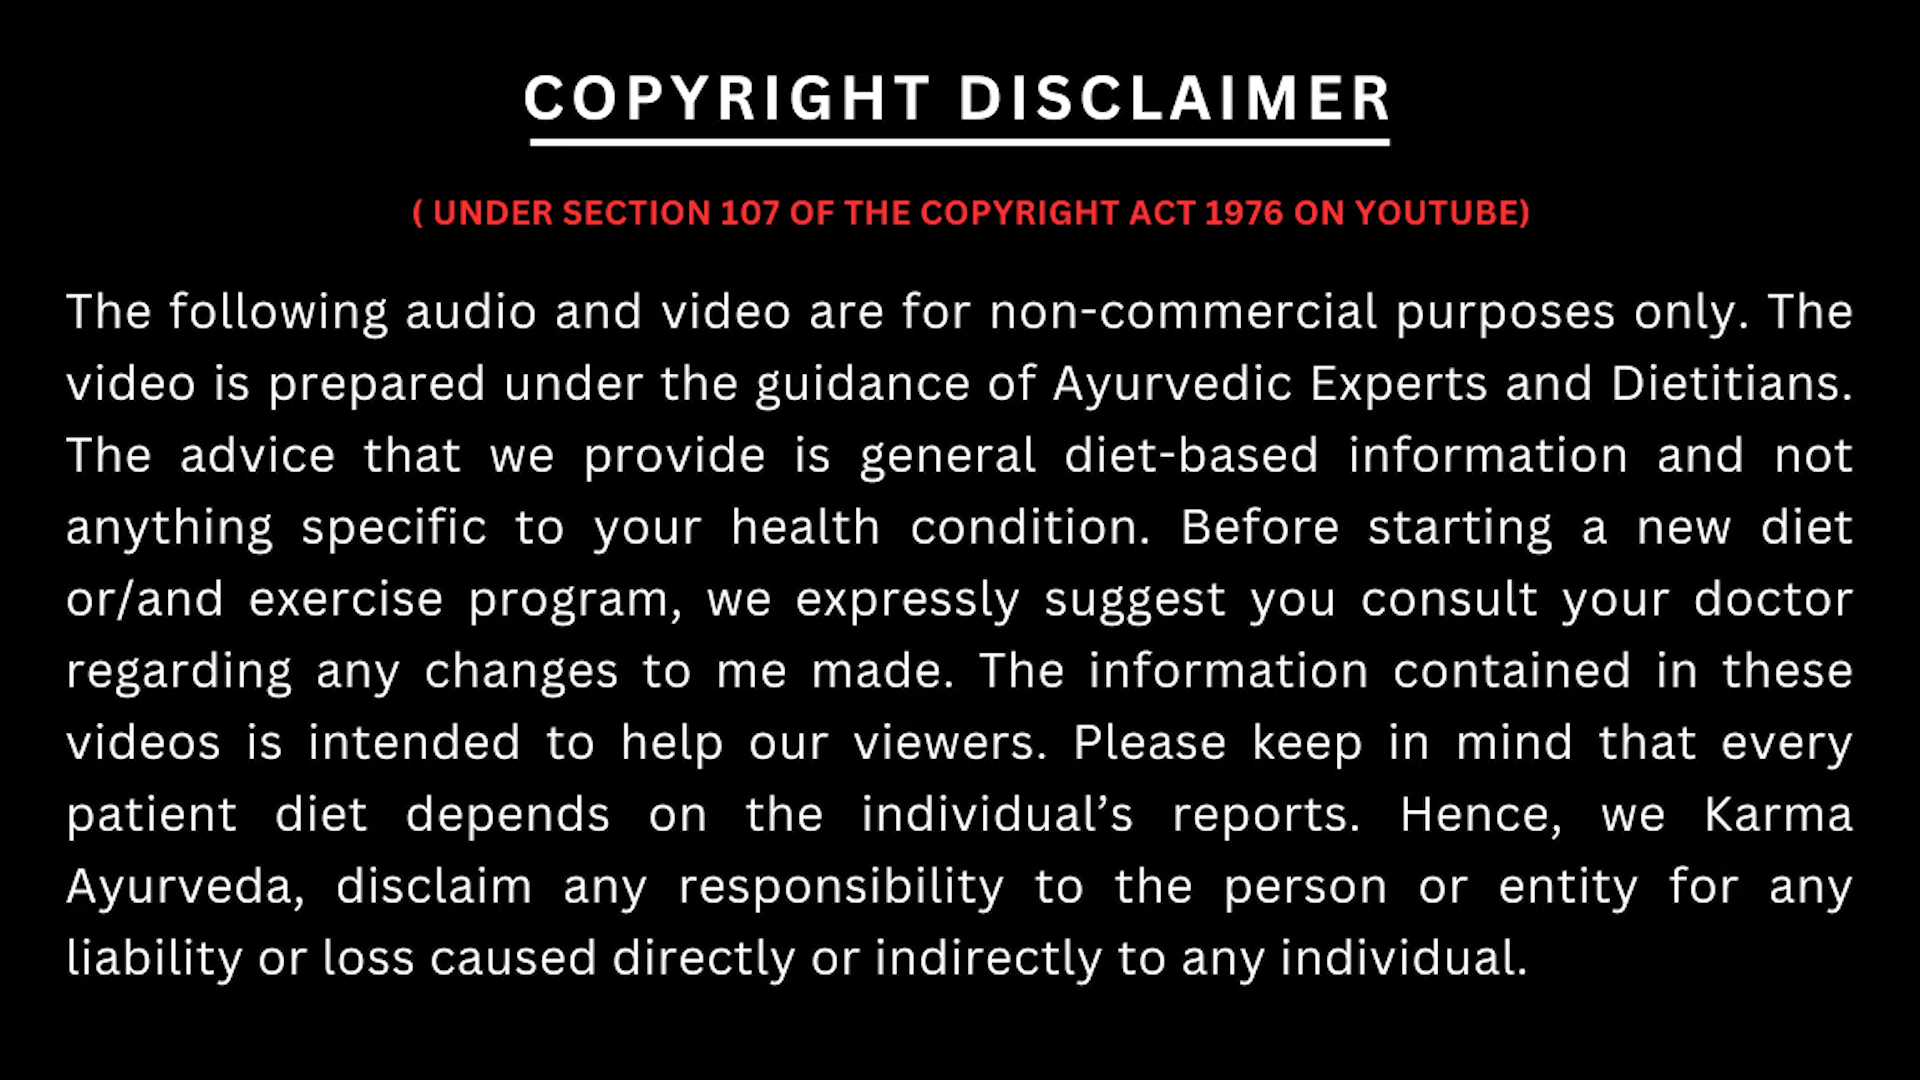 COPYRIGHT DISCLAIMER
( UNDER SECTION 107 OF THE COPYRIGHT ACT 1976 ON YOUTUBE)
The following audio and video are for non-commercial purposes only. The
video is prepared under the guidance of Ayurvedic Experts and Dietitians.
The advice that we provide is general diet-based information and not
anything specific to your health condition. Before starting a new diet
or/and exercise program, we expressly suggest you consult your doctor
regarding any changes to me made. The information contained in these
videos is intended to help our viewers. Please keep in mind that every
patient diet depends on the individual’s reports. Hence, we Karma
Ayurveda, disclaim any responsibility to the person or entity for any
liability or loss caused directly or indirectly to any individual.